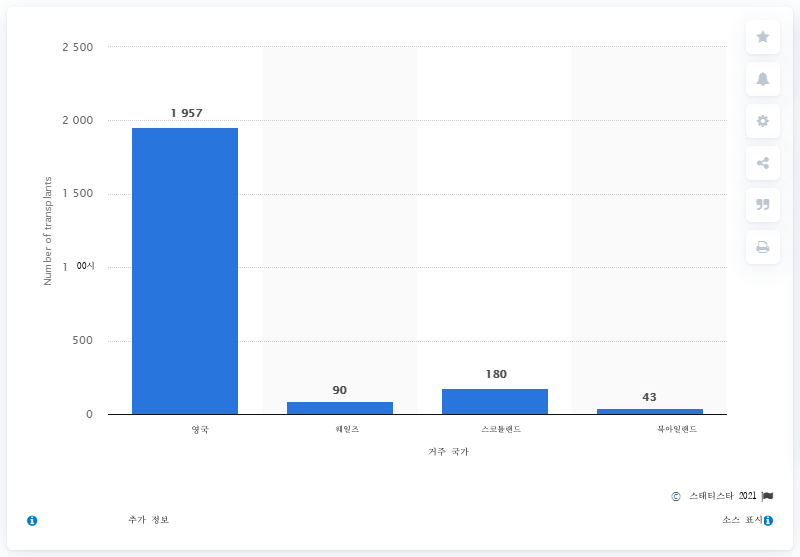 2 500
1 957
2 000
1 500
Number of transplants
1 00시
500
180
90
43
0
영국 웨일즈 스코틀랜드 북아일랜드
거주 국가
© 스태티스타 2021
추가 정보 소스 표시